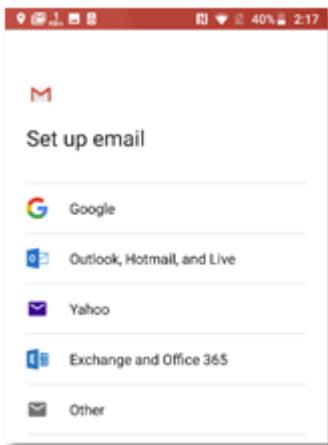 40% 2:17
Set up email
Google
Outlook, Hotmail, and Live
Yahoo
Exchange and Office 365
Other